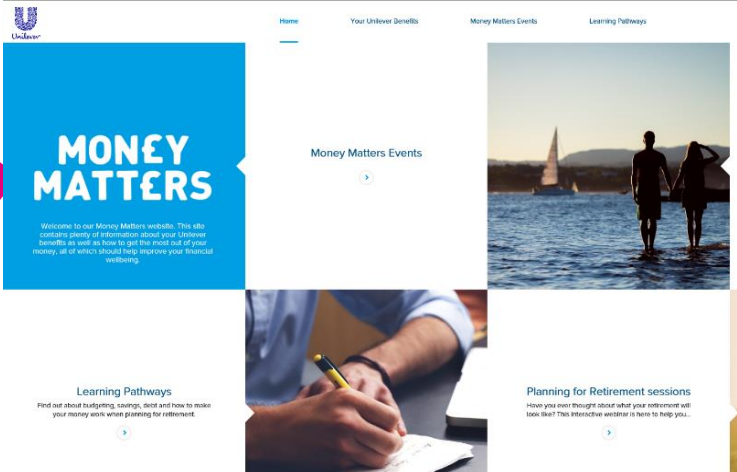 Unilever
Home
Your Unilever Benefits
Money Matters Events
Learning Pathways
MON£Y
MATT£RS
Welcome to our Money Matters website. This site
contains plenty of information about your Unilever
benefits as well as how to get the most out of your
money, all of which should help improve your financial
wellbeing.
Money Matters Events
Learning Pathways
Find out about budgeting, savings, debt and how to make
your money work when planning for retirement.
Planning for Retirement sessions
Have you ever thought about what your retirement will
look like? This interactive webinar is here to help you...